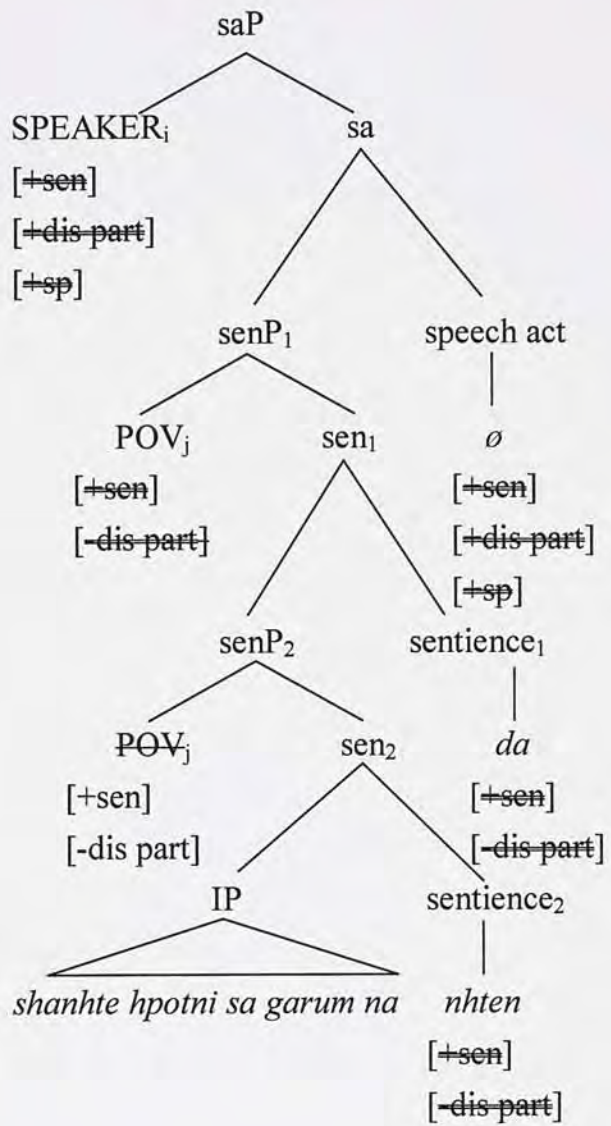 saP
SPEAKERi sa
[+sen]
[+dis part]
[+sp]
senP1 speech act
POVj sen1 ø
[+sen] [+sen]
[-dis part] [+dis part]
[+sp]
senP2 sentience1
POVj sen2 da
[+sen] [+sen]
[-dis part] [-dis part]
IP sentience2
shanhte hpotni sa garum na nhten
[+sen]
[-dis part]